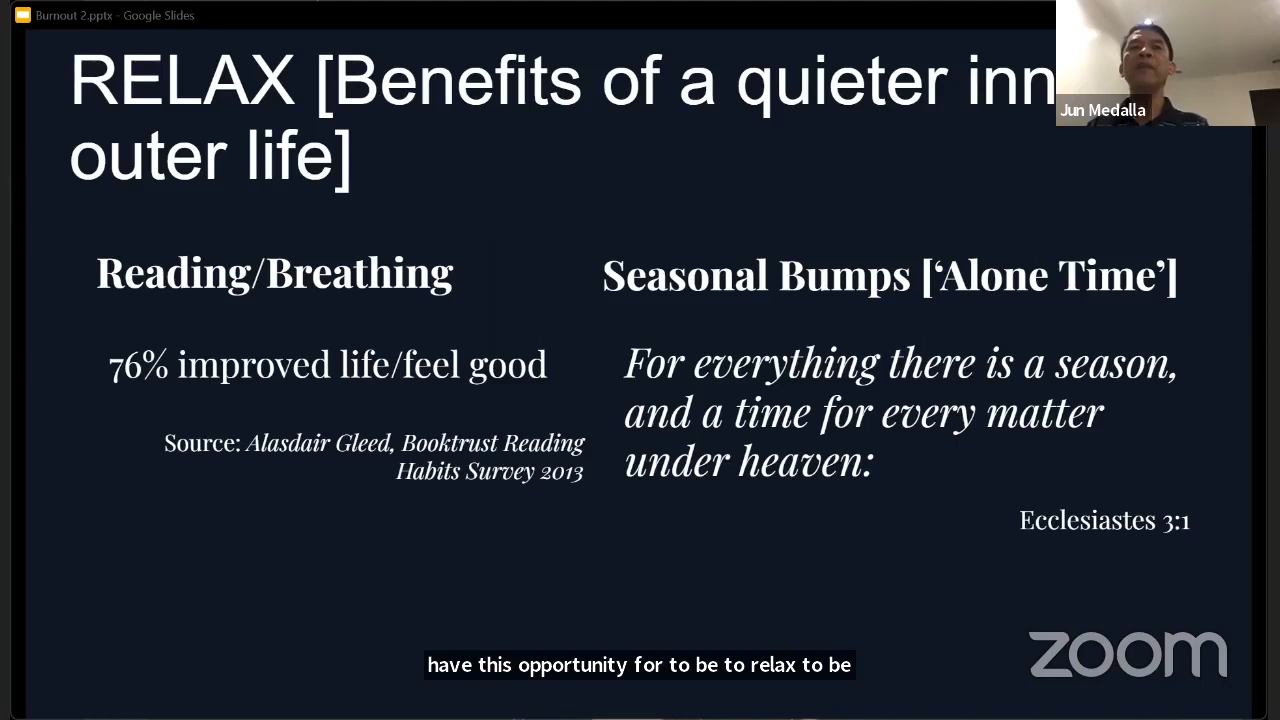 Burnout 2.pptx - Google Slides
RELAX [Benefits of a quieter inn
outer life]
Jun Medalla
Reading/Breathing
76% improved life/feel good
Source: Alasdair Gleed, Booktrust Reading
Habits Survey 2013
Seasonal Bumps [‘Alone Time’]
For everything there is a season,
and a time for every matter
under heaven:
Ecclesiastes 3:1
have this opportunity for to be to relax to be
zoom